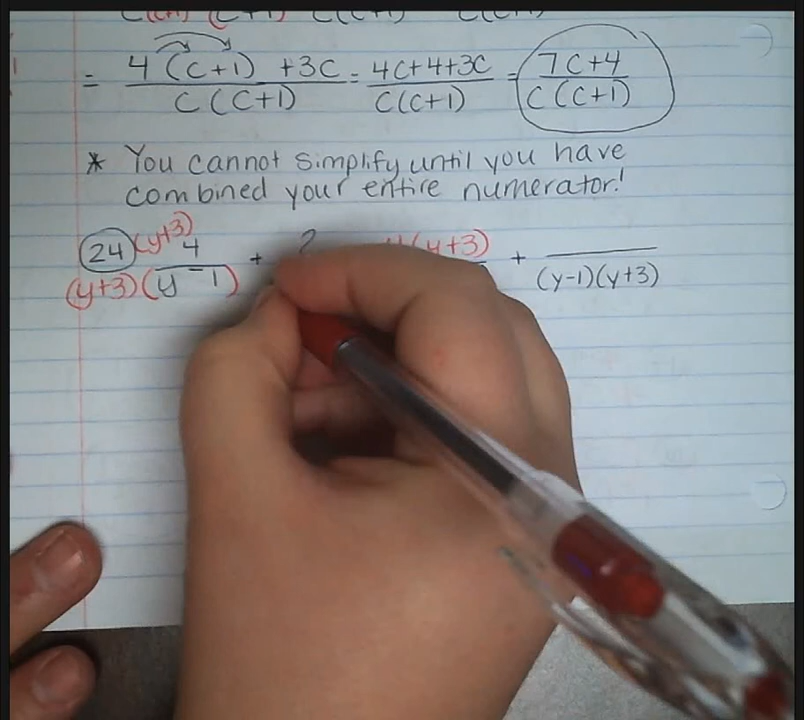 = 4(c+1) +3c / c(c+1) = 4c+4+3c / c(c+1) = 7c+4 / c(c+1)
* You cannot simplify until you have
combined your entire numerator!
24 (y+3) 4 / (y+3)(y-1) + 2 (y+3) + / (y-1)(y+3)